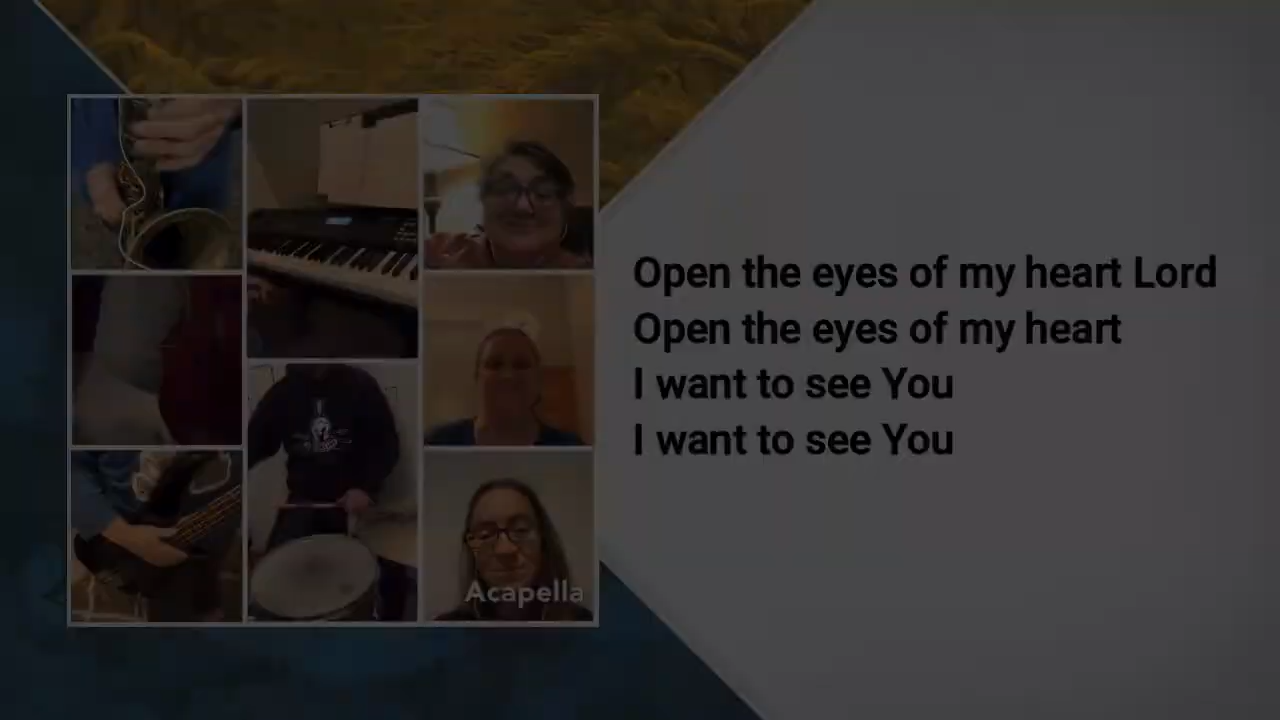 Open the eyes of my heart Lord
Open the eyes of my heart
I want to see You
I want to see You
Acapella